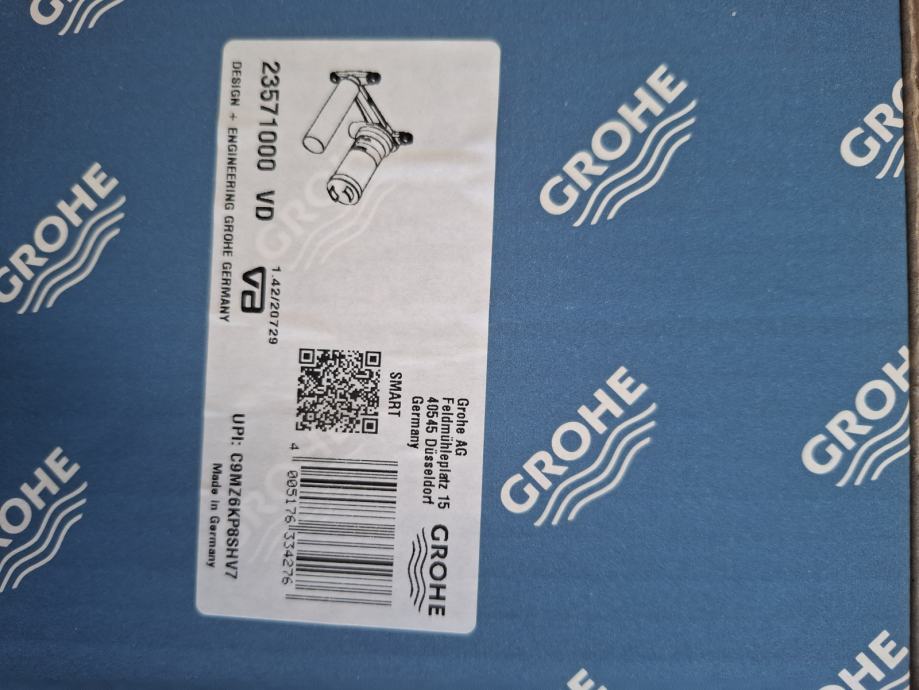 23571000 VD
DESIGN + ENGINEERING GROHE GERMANY
1.42/20729
SMART
Grohe AG
Feldmühleplatz 15
40545 Düsseldorf
Germany
GROHE
4 005176 334276
UPI: C9MZ6KP8SHV7
Made in Germany
GROHE
GROHE
GROHE
GROHE
GROHE
GROHE